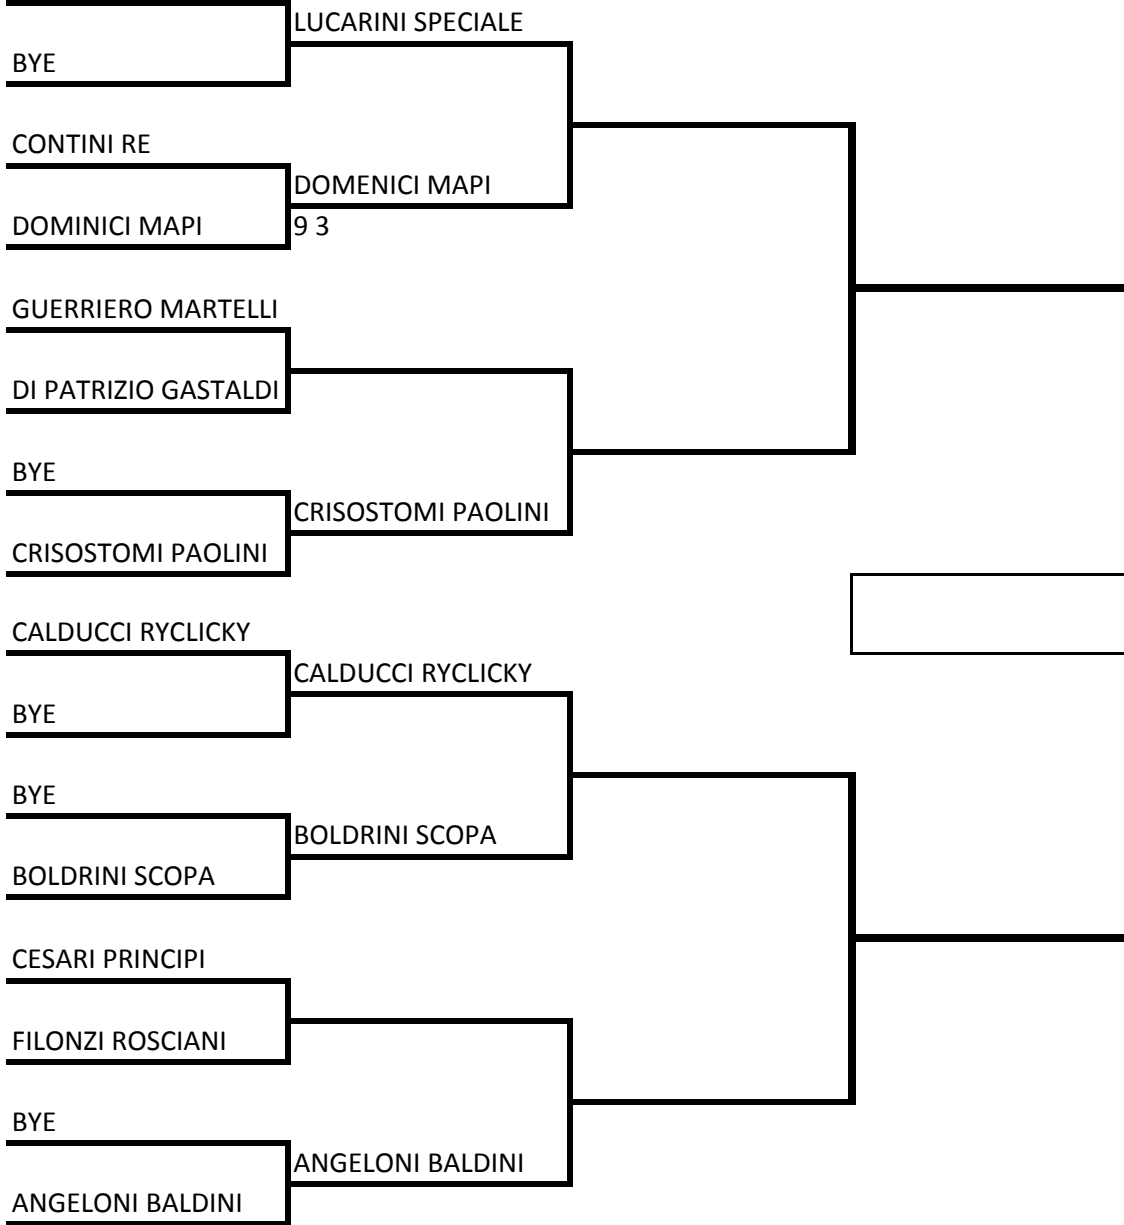 LUCARINI SPECIALE
BYE
CONTINI RE
DOMENICI MAPI
DOMINICI MAPI
9 3
GUERRIERO MARTELLI
DI PATRIZIO GASTALDI
BYE
CRISOSTOMI PAOLINI
CRISOSTOMI PAOLINI
CALDUCCI RYCLICKY
CALDUCCI RYCLICKY
BYE
BYE
BOLDRINI SCOPA
BOLDRINI SCOPA
CESARI PRINCIPI
FILONZI ROSCIANI
BYE
ANGELONI BALDINI
ANGELONI BALDINI